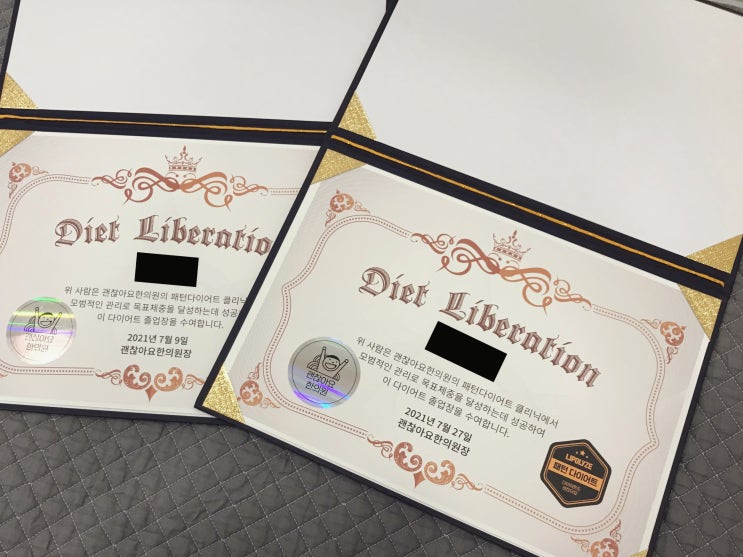 Diet Liberatio
위 사람은 괜찮아요한의원의 패턴다이어트 클리닉
모범적인 관리로 목표체중을 달성하는데 성공
이 다이어트 졸업장을 수여합니다.
2021년 7월 9일
괜찮아요한의원장
괜찮아요
한의원
Diet Liberation
위 사람은 괜찮아요한의원의 패턴다이어트 클리닉에서
모범적인 관리로 목표체중을 달성하는데 성공하여
이 다이어트 졸업장을 수여합니다.
2021년 7월 27일
괜찮아요한의원장
괜찮아요
한의원
LIPOLYZE
패턴 다이어트